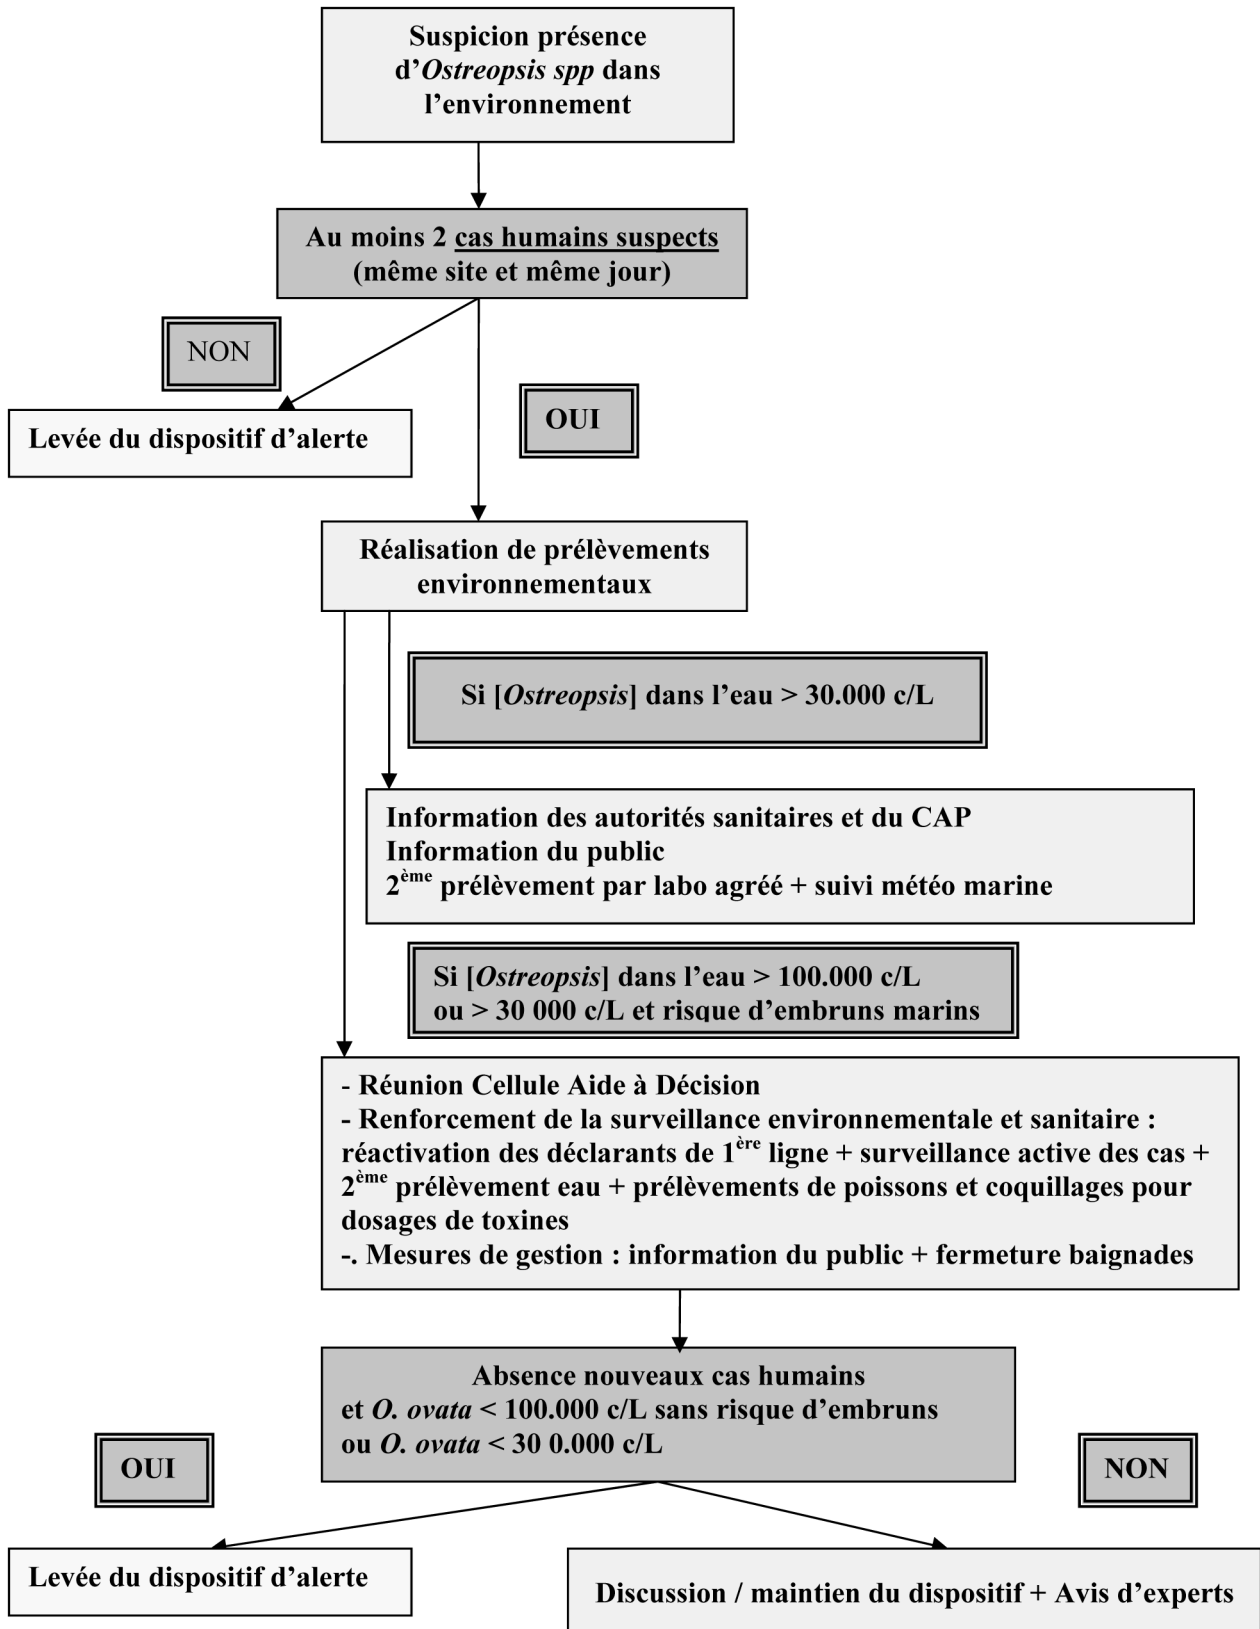 Suspicion présence
d’Ostreopsis spp dans
l’environnement
Au moins 2 cas humains suspects
(même site et même jour)
NON
OUI
Levée du dispositif d’alerte
Réalisation de prélèvements
environnementaux
Si [Ostreopsis] dans l’eau > 30.000 c/L
Information des autorités sanitaires et du CAP
Information du public
2ème prélèvement par labo agréé + suivi météo marine
Si [Ostreopsis] dans l’eau > 100.000 c/L
ou > 30 000 c/L et risque d’embruns marins
- Réunion Cellule Aide à Décision
- Renforcement de la surveillance environnementale et sanitaire :
réactivation des déclarants de 1ère ligne + surveillance active des cas +
2ème prélèvement eau + prélèvements de poissons et coquillages pour
dosages de toxines
-. Mesures de gestion : information du public + fermeture baignades
Absence nouveaux cas humains
et O. ovata < 100.000 c/L sans risque d’embruns
ou O. ovata < 30 0.000 c/L
OUI
NON
Levée du dispositif d’alerte
Discussion / maintien du dispositif + Avis d’experts